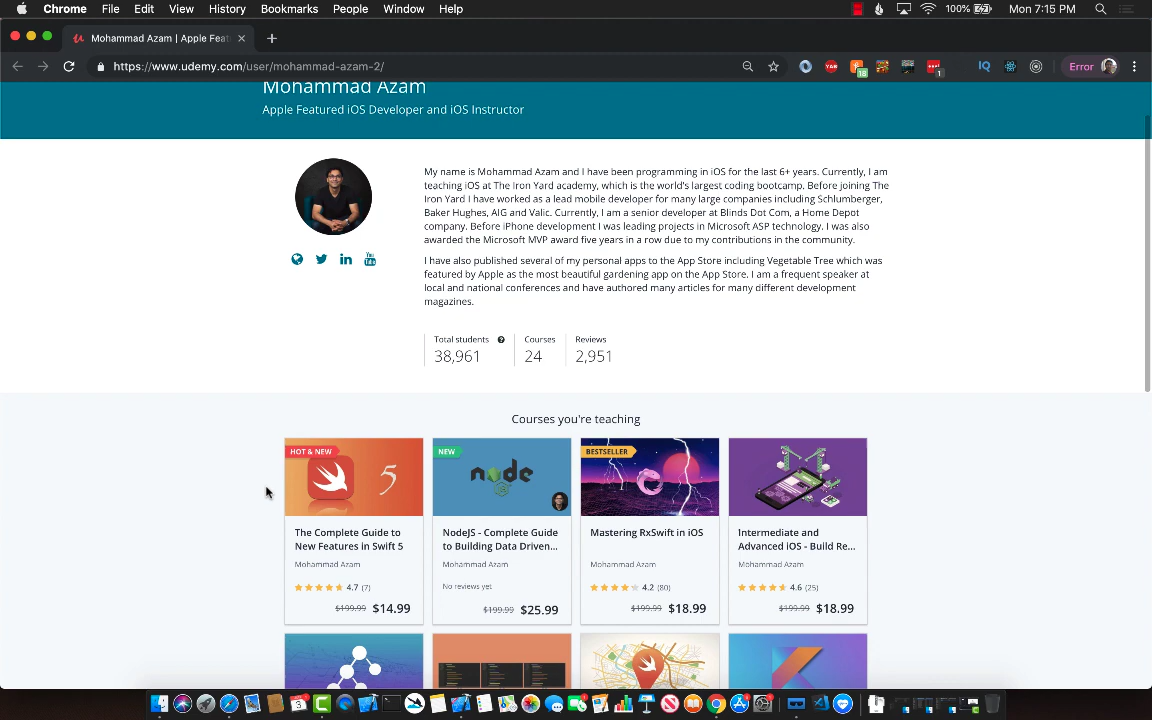 Chrome File Edit View History Bookmarks People Window Help 100% Mon 7:15 PM
Mohammad Azam | Apple Feat
https://www.udemy.com/user/mohammad-azam-2/
18 1 IQ Error
Mohammad Azam
Apple Featured iOS Developer and iOS Instructor
My name is Mohammad Azam and I have been programming in iOS for the last 6+ years. Currently, I am
teaching iOS at The Iron Yard academy, which is the world's largest coding bootcamp. Before joining The
Iron Yard I have worked as a lead mobile developer for many large companies including Schlumberger,
Baker Hughes, AIG and Valic. Currently, I am a senior developer at Blinds Dot Com, a Home Depot
company. Before iPhone development I was leading projects in Microsoft ASP technology. I was also
awarded the Microsoft MVP award five years in a row due to my contributions in the community.
I have also published several of my personal apps to the App Store including Vegetable Tree which was
featured by Apple as the most beautiful gardening app on the App Store. I am a frequent speaker at
local and national conferences and have authored many articles for many different development
magazines.
Total students Courses Reviews
38,961 24 2,951
Courses you're teaching
HOT & NEW
5
The Complete Guide to
New Features in Swift 5
Mohammad Azam
4.7 (7)
$199.99 $14.99
NEW
node
NodeJS - Complete Guide
to Building Data Driven...
Mohammad Azam
No reviews yet
$199.99 $25.99
BESTSELLER
Mastering RxSwift in iOS
Mohammad Azam
4.2 (80)
$199.99 $18.99
Intermediate and
Advanced iOS - Build Re...
Mohammad Azam
4.6 (25)
$199.99 $18.99